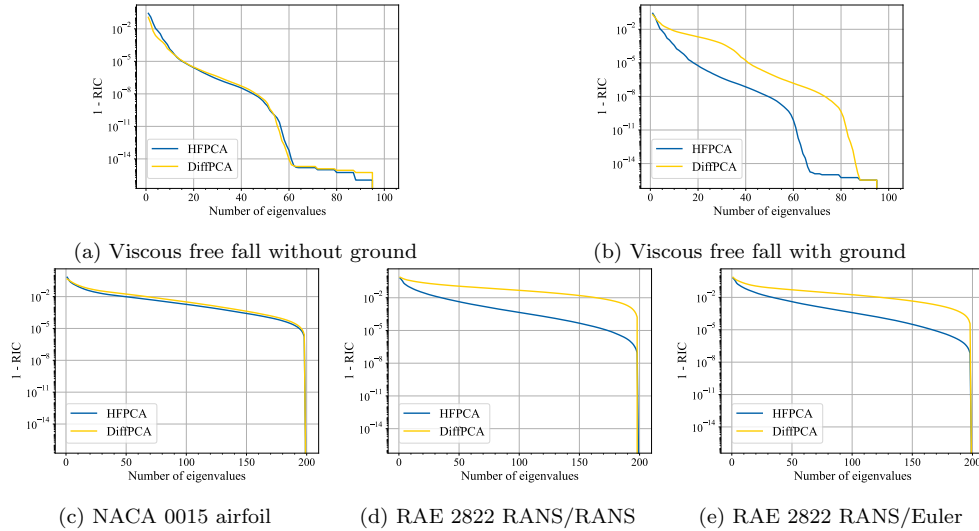 10⁻² 10⁻⁵ 10⁻⁸ 10⁻¹¹ 10⁻¹⁴
1 - RIC
HFPCA
DiffPCA
0 20 40 60 80 100
Number of eigenvalues
10⁻² 10⁻⁵ 10⁻⁸ 10⁻¹¹ 10⁻¹⁴
1 - RIC
HFPCA
DiffPCA
0 20 40 60 80 100
Number of eigenvalues
(a) Viscous free fall without ground
(b) Viscous free fall with ground
10⁻² 10⁻⁵ 10⁻⁸ 10⁻¹¹ 10⁻¹⁴
1 - RIC
HFPCA
DiffPCA
0 50 100 150 200
Number of eigenvalues
10⁻² 10⁻⁵ 10⁻⁸ 10⁻¹¹ 10⁻¹⁴
1 - RIC
HFPCA
DiffPCA
0 50 100 150 200
Number of eigenvalues
10⁻² 10⁻⁵ 10⁻⁸ 10⁻¹¹ 10⁻¹⁴
1 - RIC
HFPCA
DiffPCA
0 50 100 150 200
Number of eigenvalues
(c) NACA 0015 airfoil
(d) RAE 2822 RANS/RANS
(e) RAE 2822 RANS/Euler